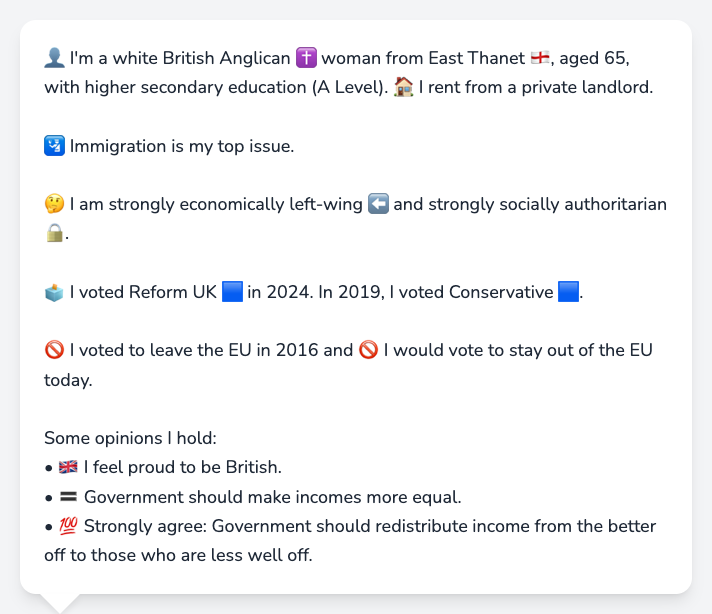 👤 I'm a white British Anglican ✝️ woman from East Thanet 🏴󠁧󠁢󠁥󠁮󠁧󠁿, aged 65,
with higher secondary education (A Level). 🏠 I rent from a private landlord.
🛂 Immigration is my top issue.
🤔 I am strongly economically left-wing ⬅️ and strongly socially authoritarian
🔒.
🗳️ I voted Reform UK 🟦 in 2024. In 2019, I voted Conservative 🟦.
🚫 I voted to leave the EU in 2016 and 🚫 I would vote to stay out of the EU
today.
Some opinions I hold:
• 🇬🇧 I feel proud to be British.
• 🟰 Government should make incomes more equal.
• 💯 Strongly agree: Government should redistribute income from the better
off to those who are less well off.